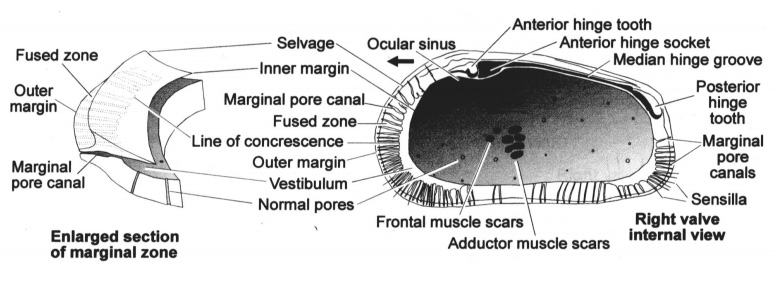 Fused zone
Outer
margin
Marginal
pore canal
Enlarged section
of marginal zone
Selvage
Inner margin
Marginal pore canal
Fused zone
Line of concrescence
Outer margin
Vestibulum
Normal pores
Ocular sinus
Anterior hinge tooth
Anterior hinge socket
Median hinge groove
Posterior
hinge
tooth
Marginal
pore
canals
Sensilla
Frontal muscle scars
Adductor muscle scars
Right valve
internal view